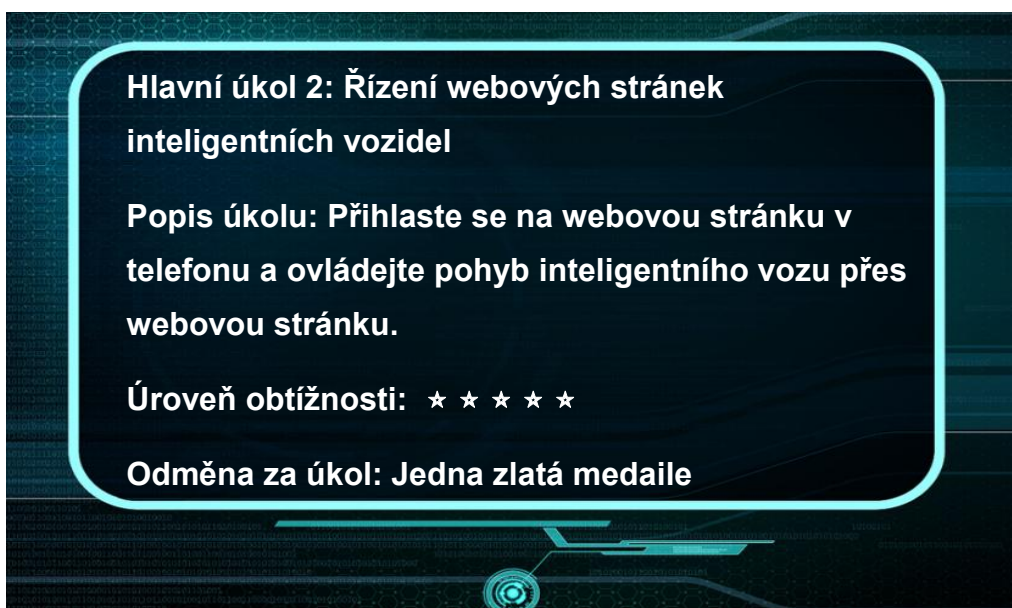 Hlavní úkol 2: Řízení webových stránek
inteligentních vozidel
Popis úkolu: Přihlaste se na webovou stránku v
telefonu a ovládejte pohyb inteligentního vozu přes
webovou stránku.
Úroveň obtížnosti: ★ ★ ★ ★ ★
Odměna za úkol: Jedna zlatá medaile